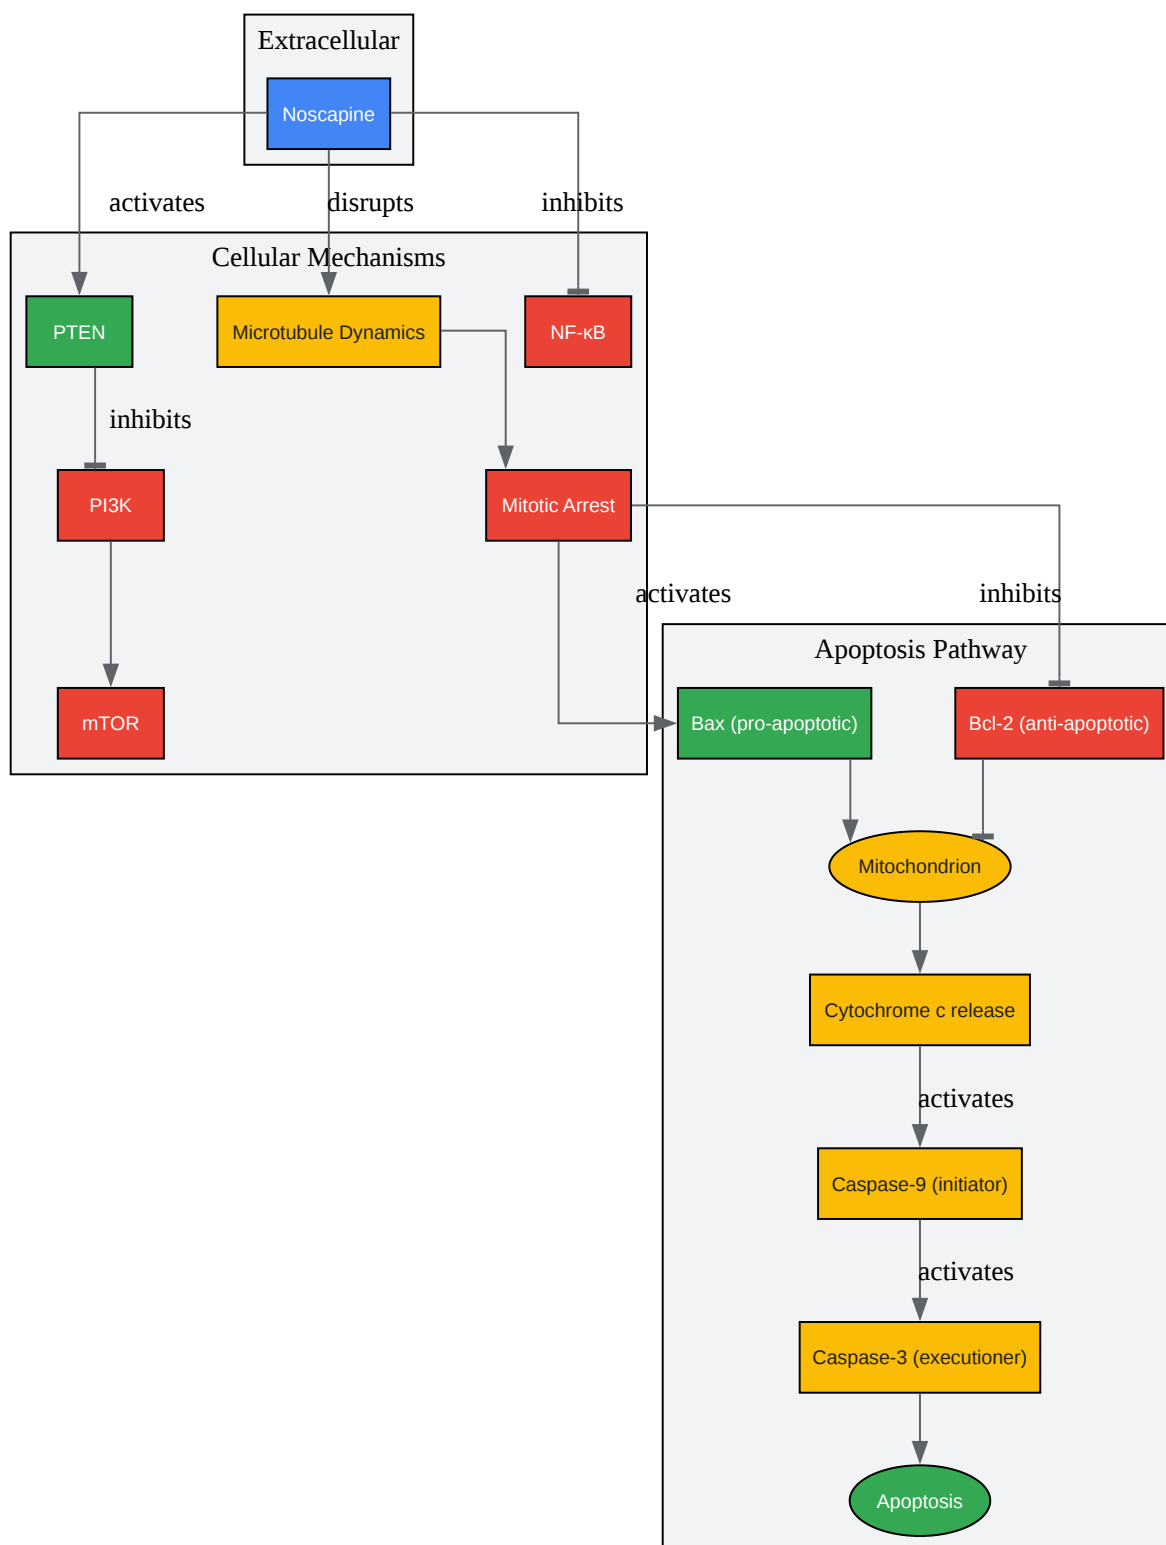 Extracellular
Noscapine
activates
disrupts
inhibits
Cellular Mechanisms
PTEN
Microtubule Dynamics
NF-κB
inhibits
PI3K
Mitotic Arrest
activates
inhibits
Apoptosis Pathway
mTOR
Bax (pro-apoptotic)
Bcl-2 (anti-apoptotic)
Mitochondrion
Cytochrome c release
activates
Caspase-9 (initiator)
activates
Caspase-3 (executioner)
Apoptosis